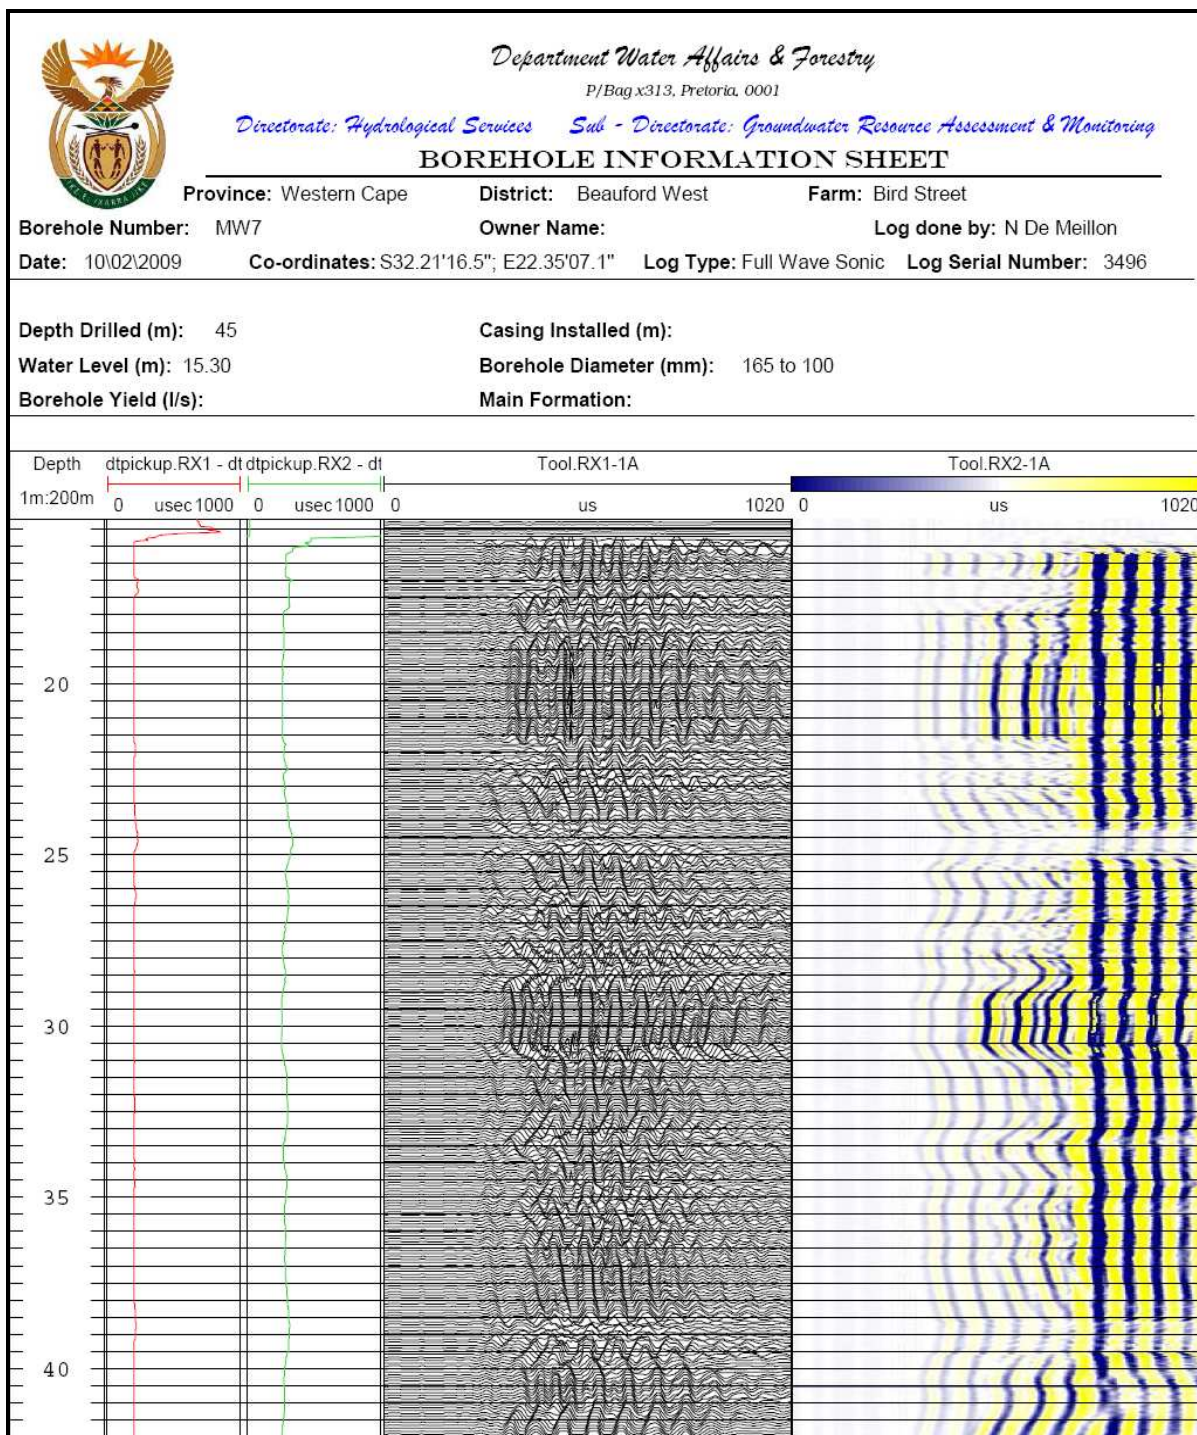 Department Water Affairs & Forestry
P/Bag x313, Pretoria, 0001
Directorate: Hydrological Services Sub - Directorate: Groundwater Resource Assessment & Monitoring
BOREHOLE INFORMATION SHEET
Province: Western Cape District: Beauford West Farm: Bird Street
Borehole Number: MW7 Owner Name: Log done by: N De Meillon
Date: 10\02\2009 Co-ordinates: S32.21'16.5"; E22.35'07.1" Log Type: Full Wave Sonic Log Serial Number: 3496
Depth Drilled (m): 45 Casing Installed (m):
Water Level (m): 15.30 Borehole Diameter (mm): 165 to 100
Borehole Yield (l/s): Main Formation:
Depth dtpickup.RX1 - dt dtpickup.RX2 - dt Tool.RX1-1A Tool.RX2-1A
1m:200m 0 usec 1000 0 usec 1000 0 us 1020 0 us 1020
20
25
30
35
40